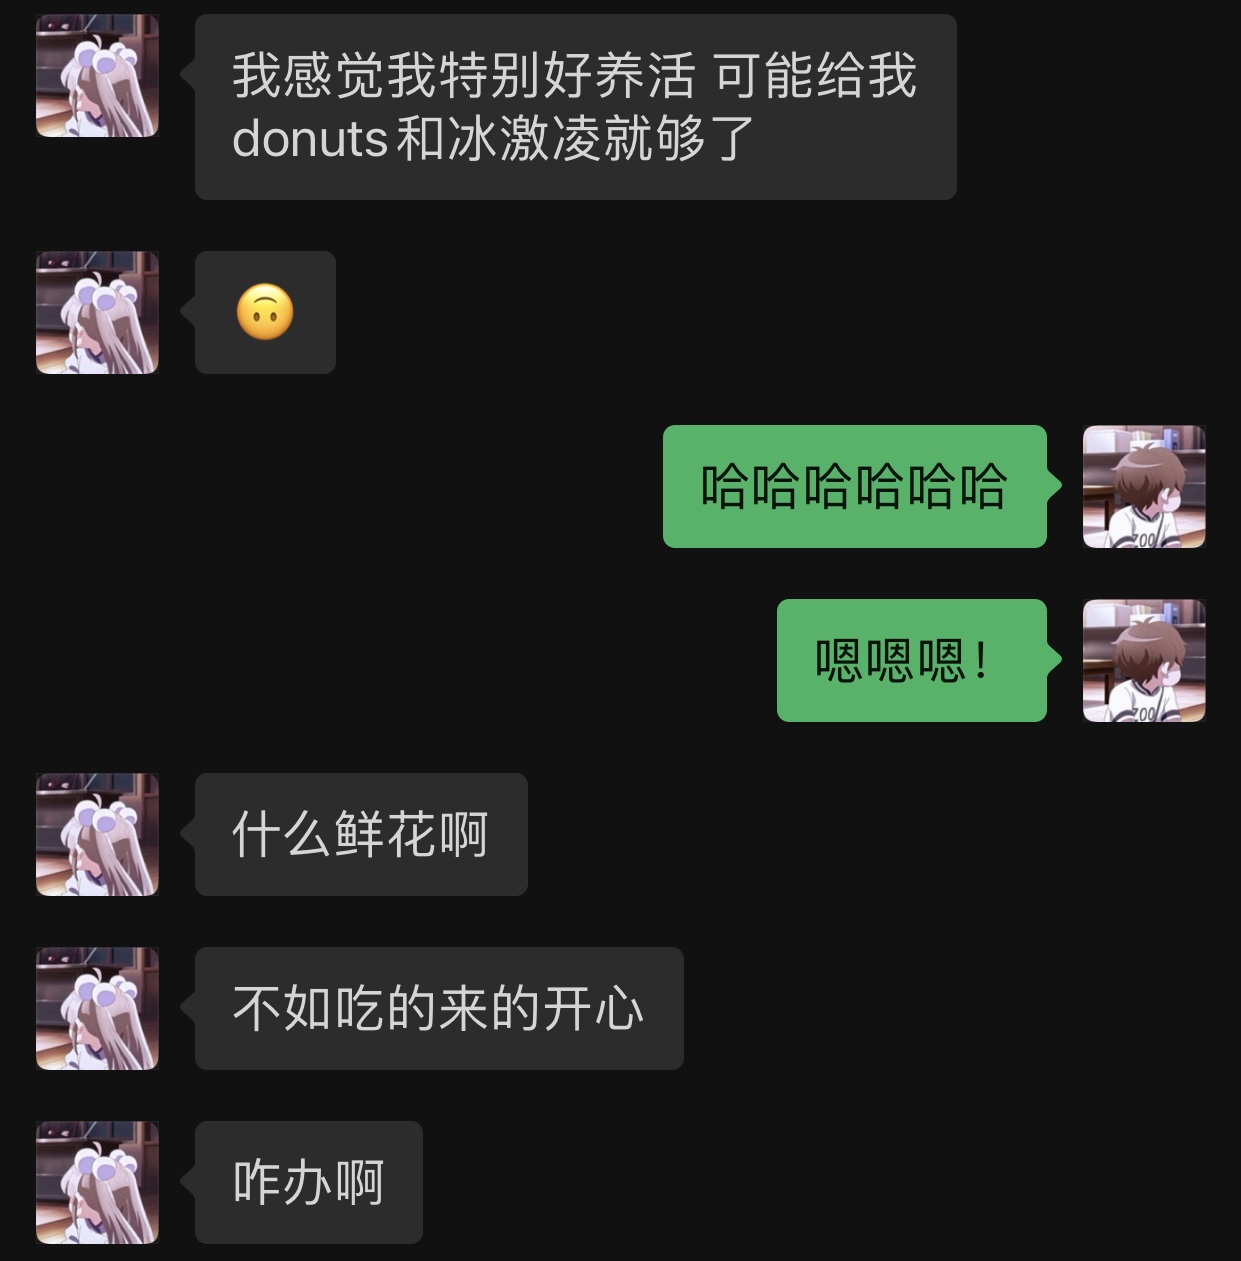 我感觉我特别好养活 可能给我
donuts和冰激凌就够了
🙃
哈哈哈哈哈哈
嗯嗯嗯！
什么鲜花啊
不如吃的来的开心
咋办啊
ZOO
ZOO